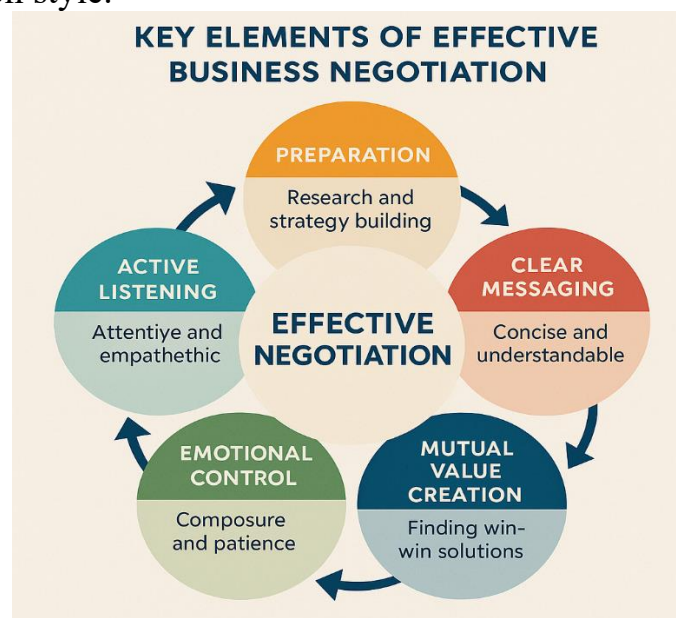 n style.
KEY ELEMENTS OF EFFECTIVE
BUSINESS NEGOTIATION
PREPARATION
Research and
strategy building
CLEAR
MESSAGING
Concise and
understandable
MUTUAL
VALUE
CREATION
Finding win-
win solutions
EMOTIONAL
CONTROL
Composure
and patience
ACTIVE
LISTENING
Attentiye and
empathethic
EFFECTIVE
NEGOTIATION